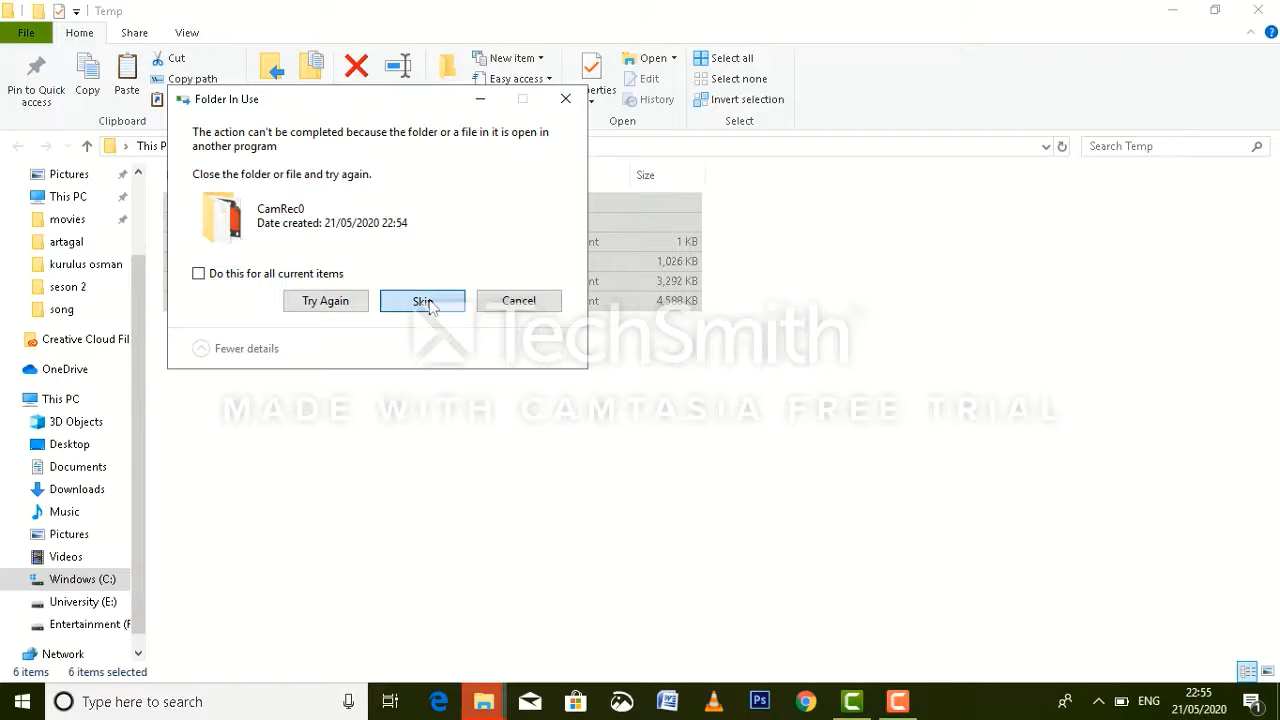 Temp
File Home Share View
Pin to Quick access
Copy
Paste
Cut
Copy path
Clipboard
New item
Easy access
Open
Edit
History
Open
Select all
Select none
Invert selection
Select
This P
Search Temp
Folder In Use
The action can't be completed because the folder or a file in it is open in
another program
Close the folder or file and try again.
CamRec0
Date created: 21/05/2020 22:54
Do this for all current items
Try Again Skip Cancel
Fewer details
Size
nt 1 KB
1,026 KB
nt 3,292 KB
nt 4,588 KB
TechSmith
MADE WITH CAMTASIA FREE TRIAL
Pictures
This PC
movies
artagal
kurulus osman
seson 2
song
Creative Cloud Fil
OneDrive
This PC
3D Objects
Desktop
Documents
Downloads
Music
Pictures
Videos
Windows (C:)
University (E:)
Entertainment (F
Network
6 items 6 items selected
Type here to search
ENG
22:55
21/05/2020